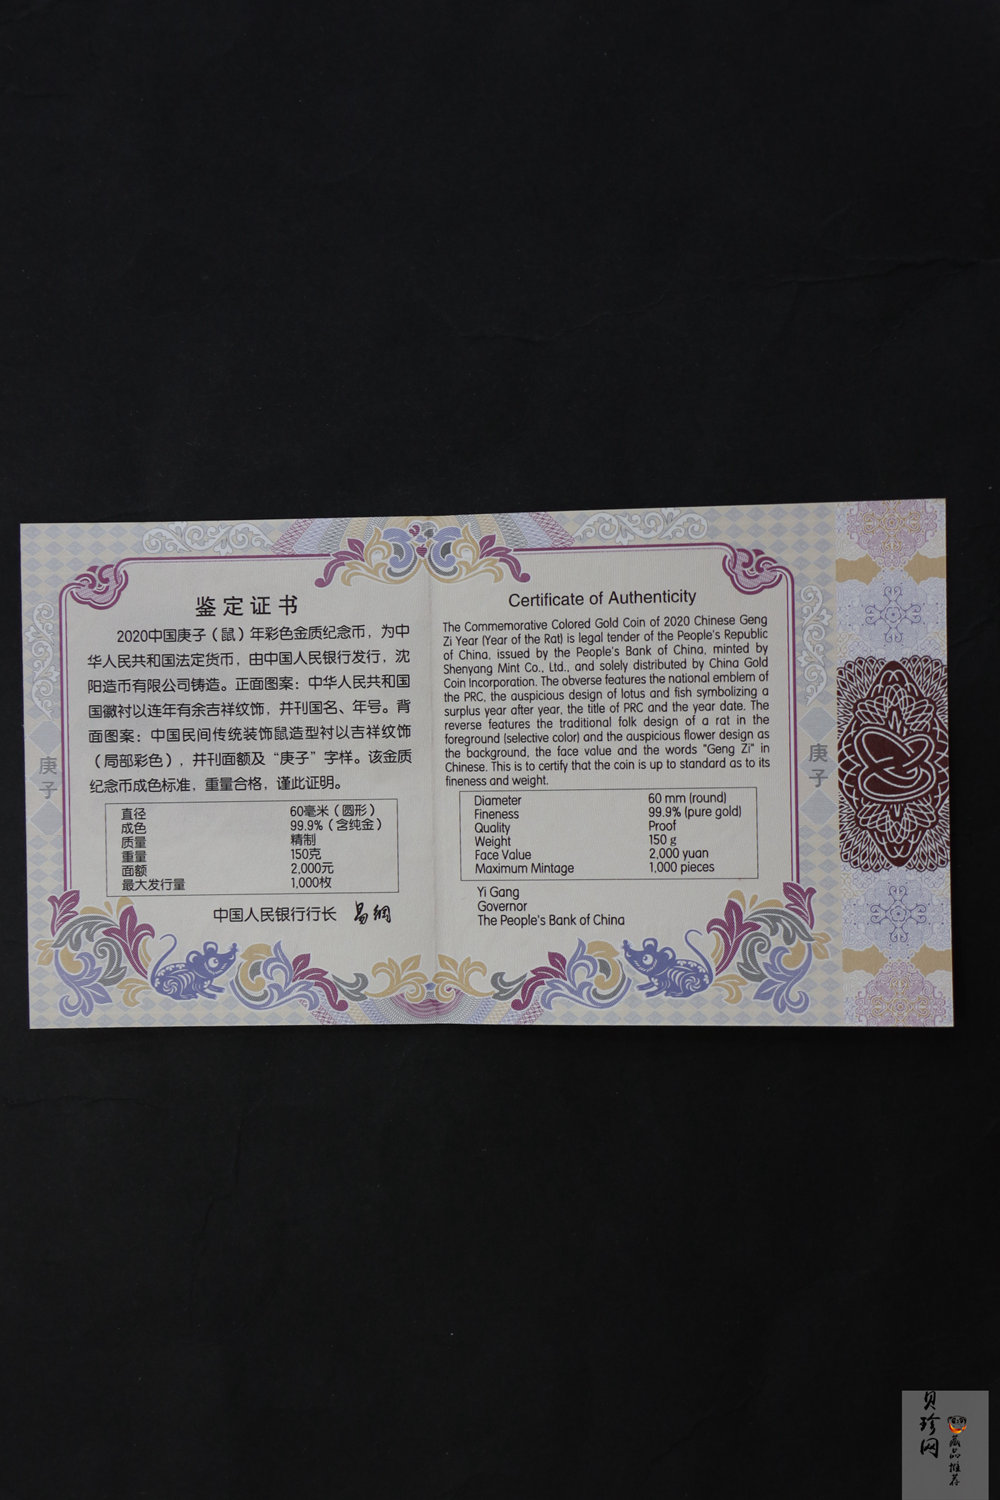 鉴定证书
2020中国庚子（鼠）年彩色金质纪念币，为中
华人民共和国法定货币，由中国人民银行发行，沈
阳造币有限公司铸造。正面图案：中华人民共和国
国徽衬以连年有余吉祥纹饰，并刊国名、年号。背
面图案：中国民间传统装饰鼠造型衬以吉祥纹饰
（局部彩色），并刊面额及“庚子”字样。该金质
纪念币成色标准，重量合格，谨此证明。
直径 60毫米（圆形）
成色 99.9%（含纯金）
质量 精制
重量 150克
面额 2,000元
最大发行量 1,000枚
中国人民银行行长 易纲
庚子
Certificate of Authenticity
The Commemorative Colored Gold Coin of 2020 Chinese Geng
Zi Year (Year of the Rat) is legal tender of the People's Republic
of China, issued by the People's Bank of China, minted by
Shenyang Mint Co., Ltd., and solely distributed by China Gold
Coin Incorporation. The obverse features the national emblem of
the PRC, the auspicious design of lotus and fish symbolizing a
surplus year after year, the title of PRC and the year date. The
reverse features the traditional folk design of a rat in the
foreground (selective color) and the auspicious flower design as
the background, the face value and the words "Geng Zi" in
Chinese. This is to certify that the coin is up to standard as to its
fineness and weight.
Diameter 60 mm (round)
Fineness 99.9% (pure gold)
Quality Proof
Weight 150 g
Face Value 2,000 yuan
Maximum Mintage 1,000 pieces
Yi Gang
Governor
The People's Bank of China
庚子
贝珍网
藏品推荐